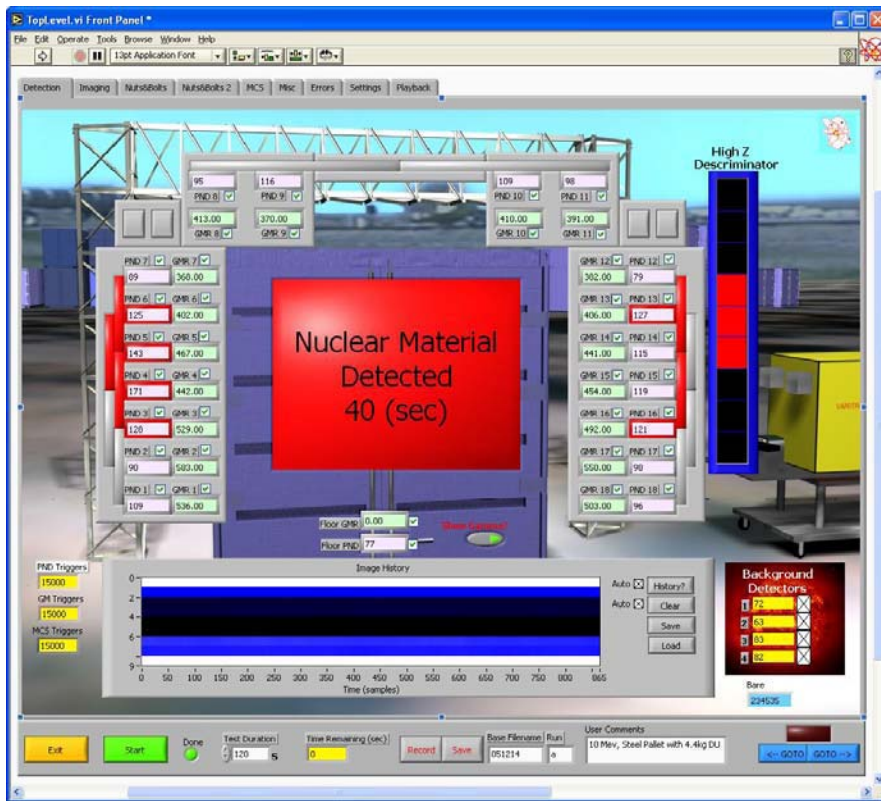 TopLevel.vi Front Panel *
File Edit Operate Tools Browse Window Help
13pt Application Font
Detection Imaging Nuts&Bolts Nuts&Bolts 2 MCS Misc Errors Settings Playback
High Z
Descriminator
95 116 109 98
PND 8 PND 9 PND 10 PND 11
413.00 370.00 410.00 391.00
GMR 8 GMR 9 GMR 10 GMR 11
PND 7 GMR 7 GMR 12 PND 12
89 368.00 382.00 79
PND 6 GMR 6 GMR 13 PND 13
125 402.00 406.00 127
PND 5 GMR 5 GMR 14 PND 14
143 467.00 441.00 115
PND 4 GMR 4 GMR 15 PND 15
171 442.00 454.00 119
PND 3 GMR 3 GMR 16 PND 16
120 529.00 492.00 121
PND 2 GMR 2 GMR 17 PND 17
90 583.00 550.00 98
PND 1 GMR 1 GMR 18 PND 18
109 536.00 503.00 96
Nuclear Material
Detected
40 (sec)
Floor GMR 0.00
Floor PND 77
PND Triggers
15000
GM Triggers
15000
MCS Triggers
15000
Image History
0
2
4
6
9
0 50 100 150 200 250 300 350 400 450 500 550 600 650 700 750 800 865
Time (samples)
Auto History?
Auto Clear
Save
Load
Background
Detectors
1 72
2 63
3 83
4 82
Bare
234535
Exit
Start
Done
Test Duration
120 s
Time Remaining (sec)
0
Record Save
Base Filename Run
051214 a
User Comments
10 Mev, Steel Pallet with 4.4kg DU
<-- GOTO GOTO -->